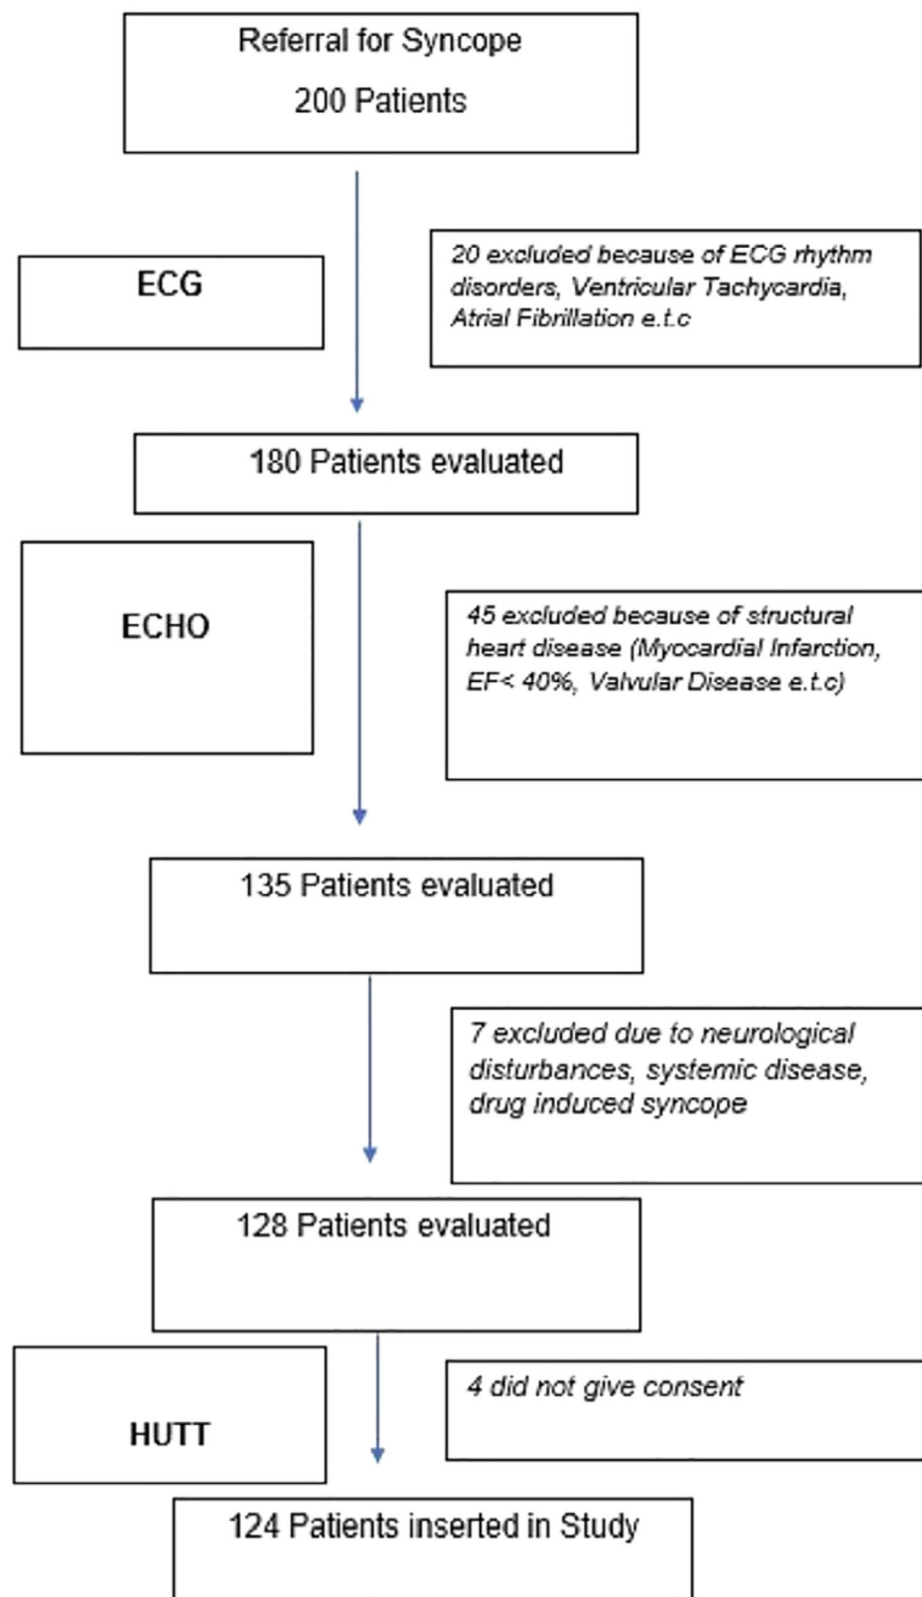 Referral for Syncope
200 Patients
ECG
20 excluded because of ECG rhythm
disorders, Ventricular Tachycardia,
Atrial Fibrillation e.t.c
180 Patients evaluated
ECHO
45 excluded because of structural
heart disease (Myocardial Infarction,
EF< 40%, Valvular Disease e.t.c)
135 Patients evaluated
7 excluded due to neurological
disturbances, systemic disease,
drug induced syncope
128 Patients evaluated
HUTT
4 did not give consent
124 Patients inserted in Study